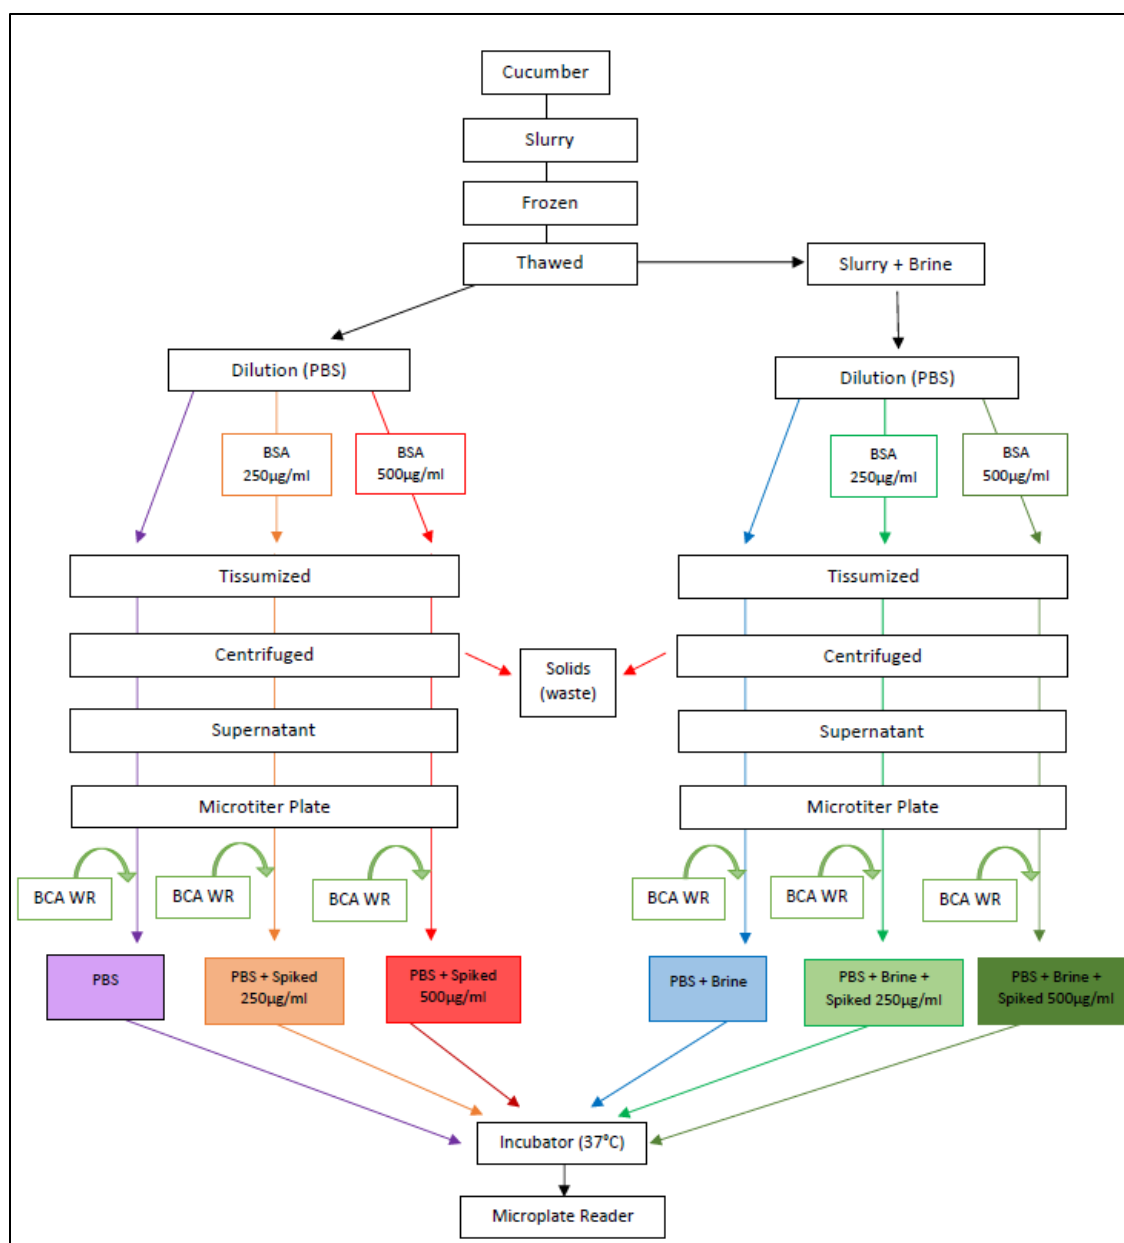 Cucumber
Slurry
Frozen
Thawed
Slurry + Brine
Dilution (PBS)
Dilution (PBS)
BSA
250µg/ml
BSA
500µg/ml
BSA
250µg/ml
BSA
500µg/ml
Tissumized
Tissumized
Centrifuged
Centrifuged
Solids
(waste)
Supernatant
Supernatant
Microtiter Plate
Microtiter Plate
BCA WR
BCA WR
BCA WR
BCA WR
BCA WR
BCA WR
PBS
PBS + Spiked
250µg/ml
PBS + Spiked
500µg/ml
PBS + Brine
PBS + Brine +
Spiked 250µg/ml
PBS + Brine +
Spiked 500µg/ml
Incubator (37°C)
Microplate Reader